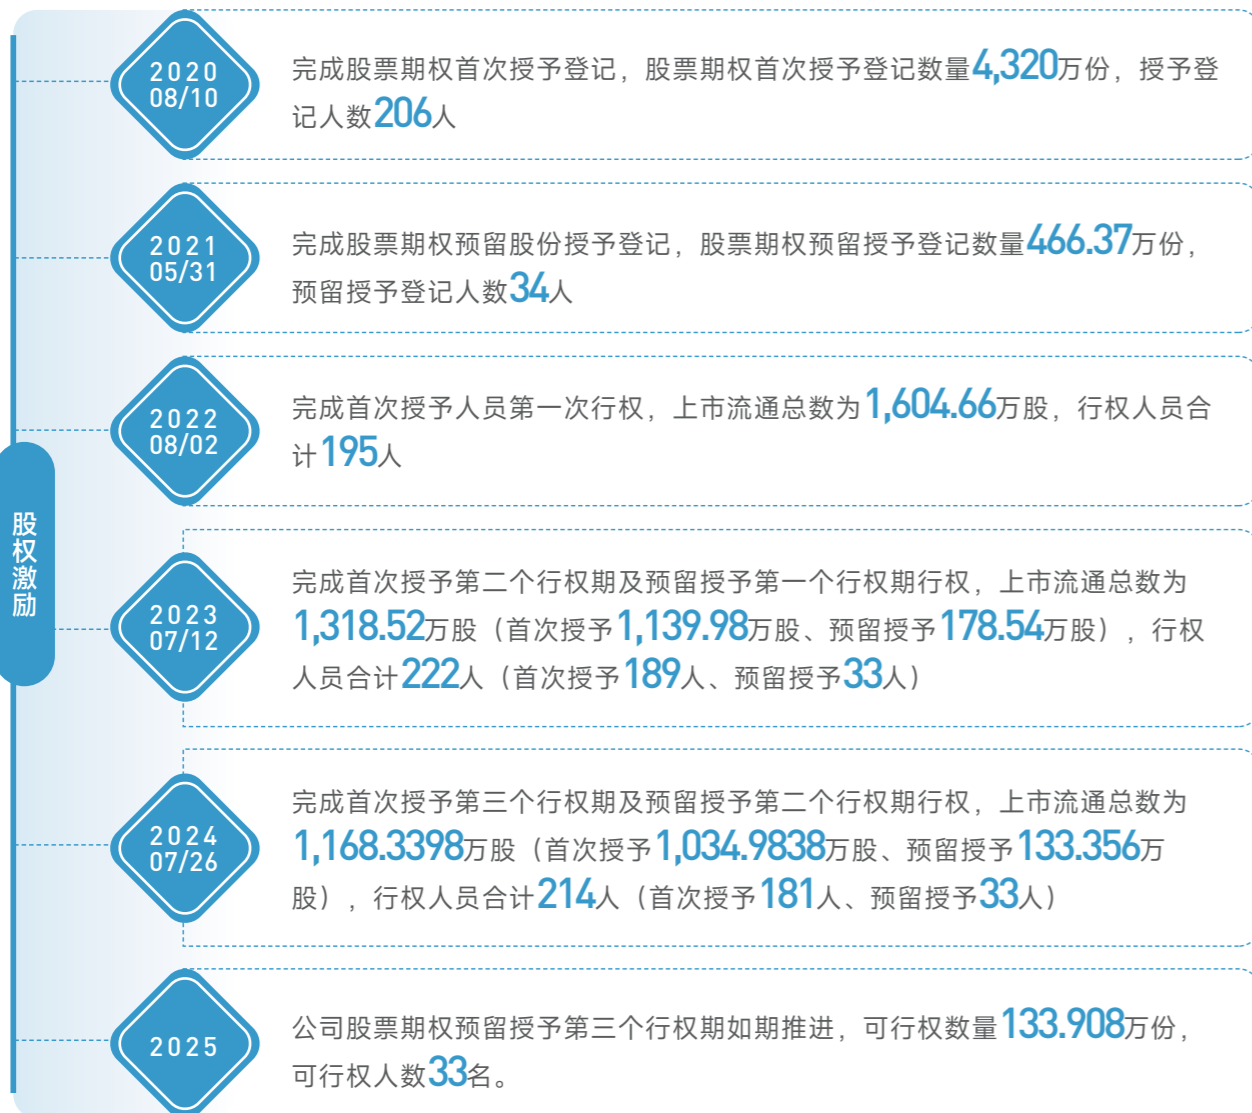 股权激励
2020
08/10
完成股票期权首次授予登记，股票期权首次授予登记数量4,320万份，授予登
记人数206人
2021
05/31
完成股票期权预留股份授予登记，股票期权预留授予登记数量466.37万份，
预留授予登记人数34人
2022
08/02
完成首次授予人员第一次行权，上市流通总数为1,604.66万股，行权人员合
计195人
2023
07/12
完成首次授予第二个行权期及预留授予第一个行权期行权，上市流通总数为
1,318.52万股（首次授予1,139.98万股、预留授予178.54万股），行权
人员合计222人（首次授予189人、预留授予33人）
2024
07/26
完成首次授予第三个行权期及预留授予第二个行权期行权，上市流通总数为
1,168.3398万股（首次授予1,034.9838万股、预留授予133.356万
股），行权人员合计214人（首次授予181人、预留授予33人）
2025
公司股票期权预留授予第三个行权期如期推进，可行权数量133.908万份，
可行权人数33名。